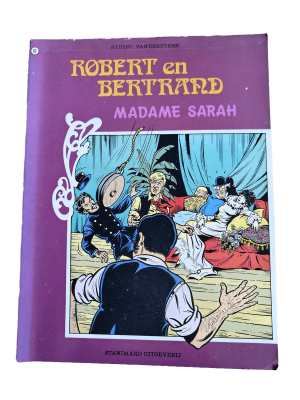 STUDIO VANDERSTEEN
ROBERT en
BERTRAND
MADAME SARAH
STANDAARD UITGEVERIJ